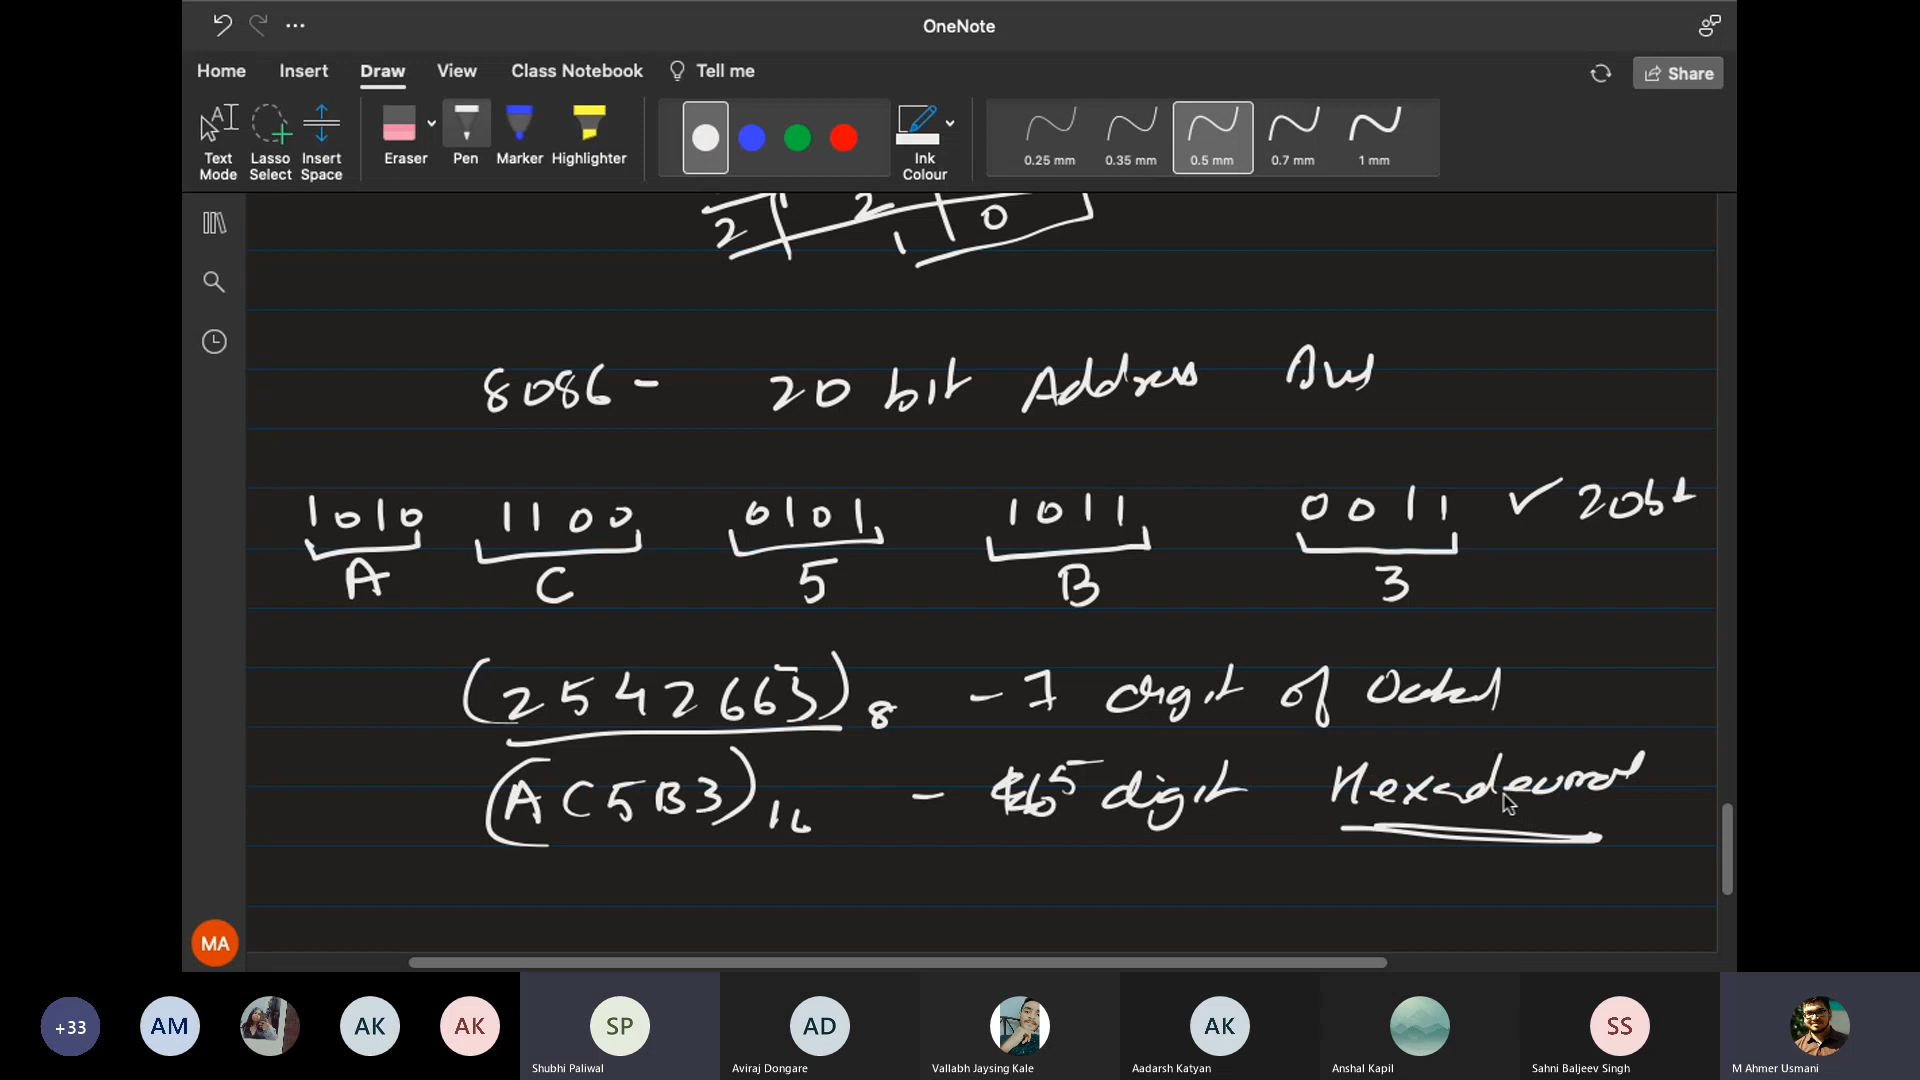 OneNote
Home Insert Draw View Class Notebook Tell me Share
Text Mode Lasso Select Insert Space Eraser Pen Marker Highlighter Ink Colour 0.25 mm 0.35 mm 0.5 mm 0.7 mm 1 mm
2 2 0
1
8086 - 20 bit Address Bus
1010 1100 0101 1011 0011 ✓ 20bit
A C 5 B 3
(2542663)8 - 7 digit of Octal
(AC5B3)16 - 5 digit Hexadecimal
MA
+33 AM AK AK SP AD AK SS
Shubhi Paliwal Aviraj Dongare Vallabh Jaysing Kale Aadarsh Katyan Anshal Kapil Sahni Baljeev Singh M Ahmer Usmani